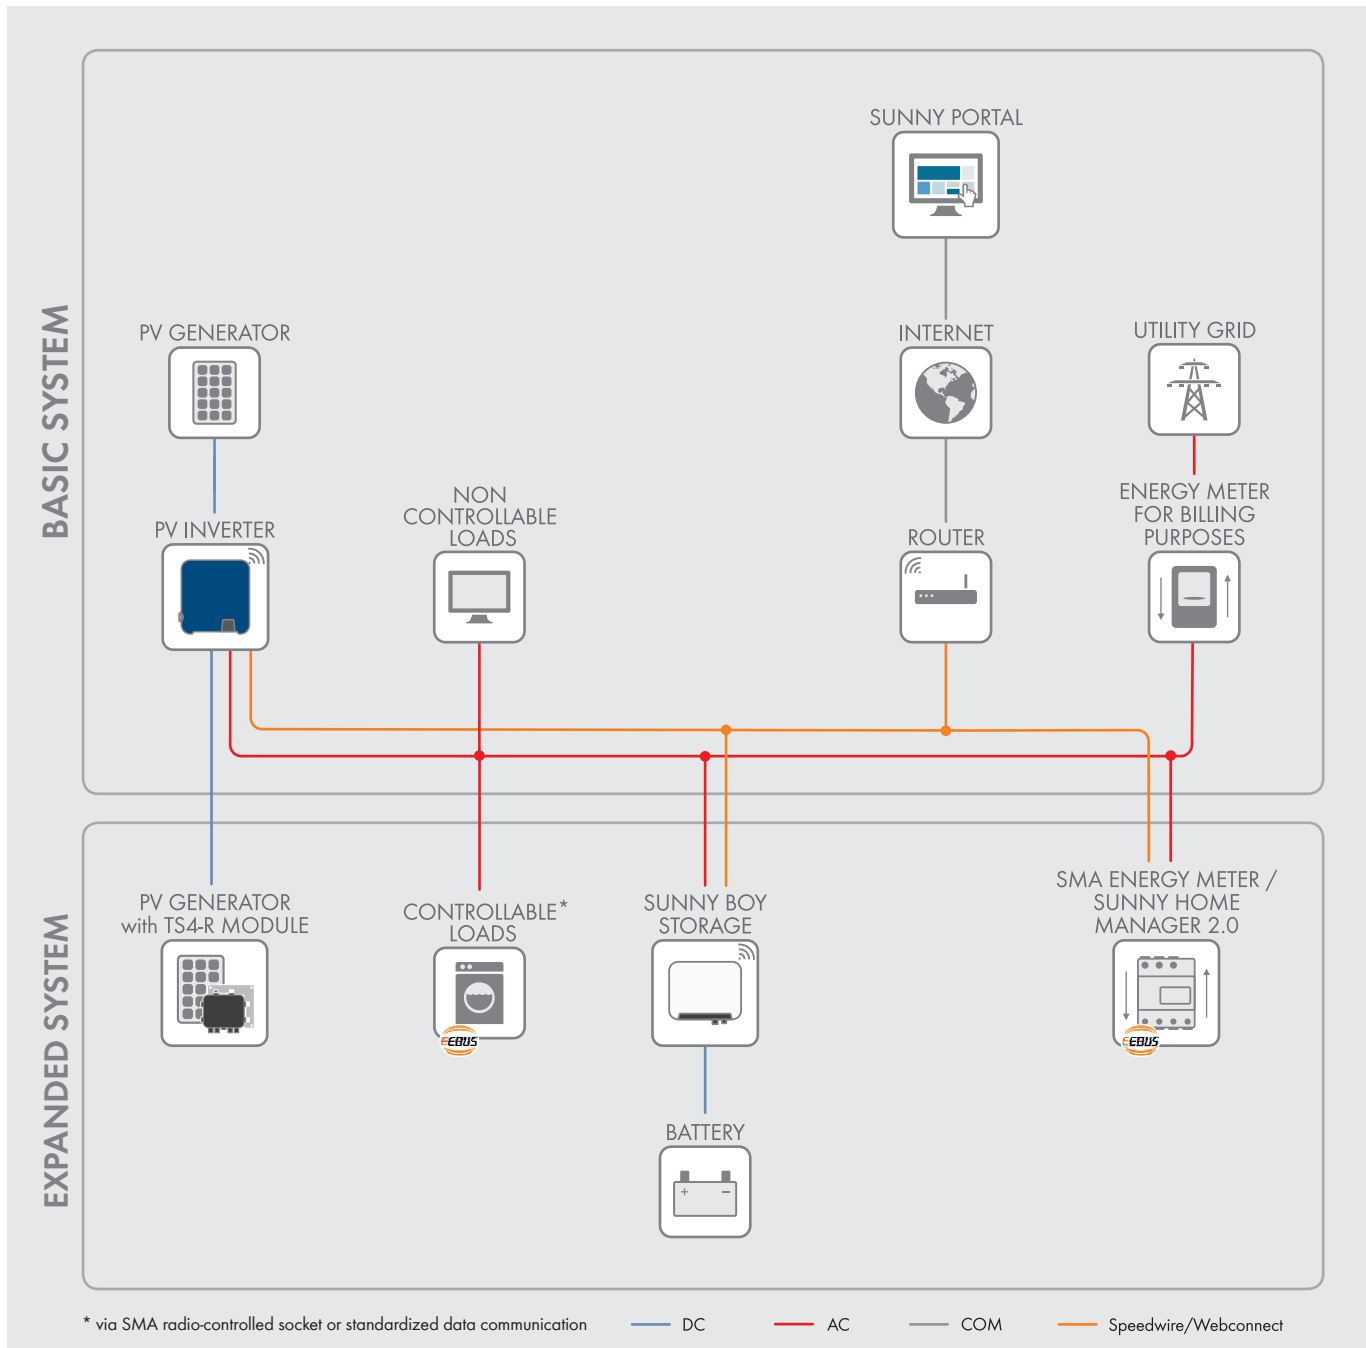 BASIC SYSTEM
SUNNY PORTAL
PV GENERATOR
INTERNET
UTILITY GRID
PV INVERTER
NON
CONTROLLABLE
LOADS
ROUTER
ENERGY METER
FOR BILLING
PURPOSES
EXPANDED SYSTEM
PV GENERATOR
with TS4-R MODULE
CONTROLLABLE*
LOADS
EEBUS
SUNNY BOY
STORAGE
SMA ENERGY METER /
SUNNY HOME
MANAGER 2.0
EEBUS
BATTERY
+ −
* via SMA radio-controlled socket or standardized data communication
DC
AC
COM
Speedwire/Webconnect